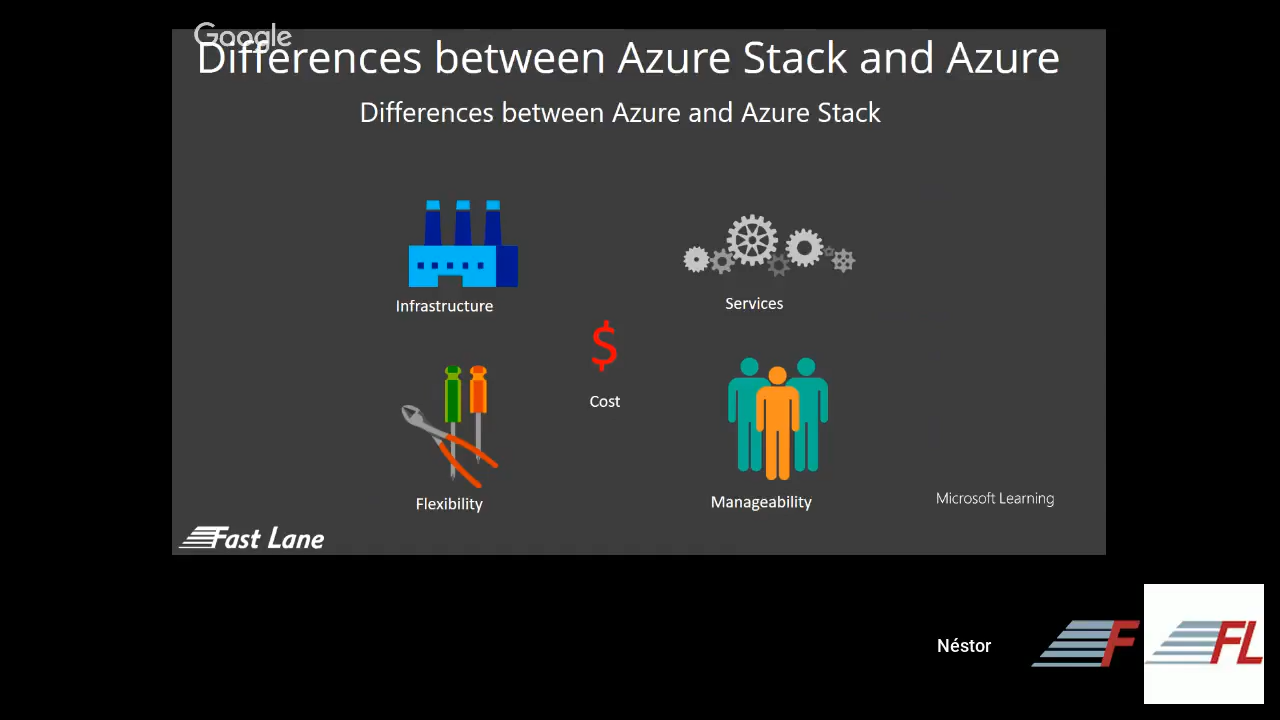 Google
Differences between Azure Stack and Azure
Differences between Azure and Azure Stack
Infrastructure
Services
$
Cost
Flexibility
Manageability
Microsoft Learning
Fast Lane
Néstor
F
FL